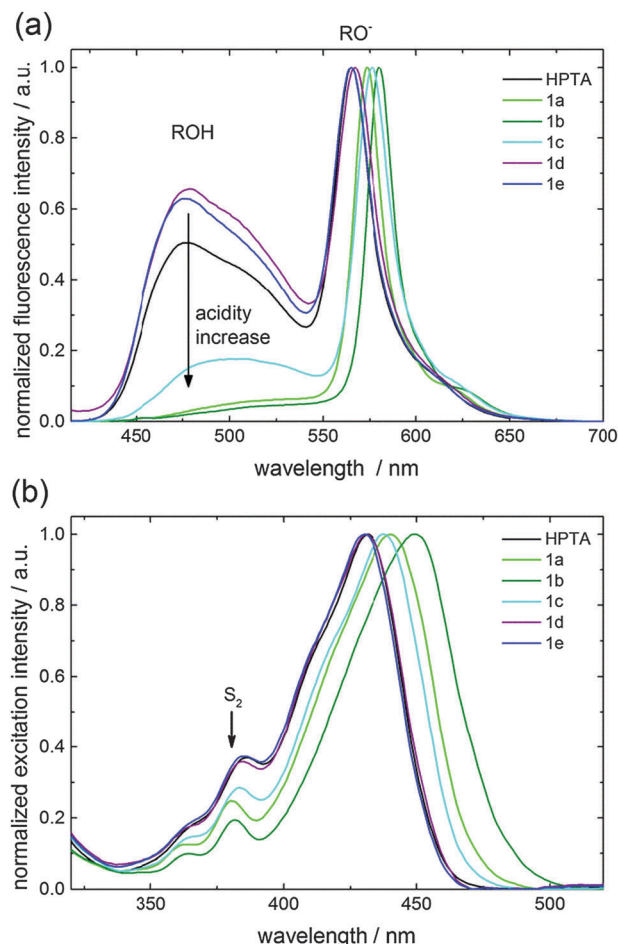 (a)
RO⁻
normalized fluorescence intensity / a.u.
1.0
0.8
0.6
0.4
0.2
0.0
ROH
acidity
increase
HPTA
1a
1b
1c
1d
1e
450
500
550
600
650
700
wavelength / nm
(b)
normalized excitation intensity / a.u.
1.0
0.8
0.6
0.4
0.2
0.0
S₂
HPTA
1a
1b
1c
1d
1e
350
400
450
500
wavelength / nm